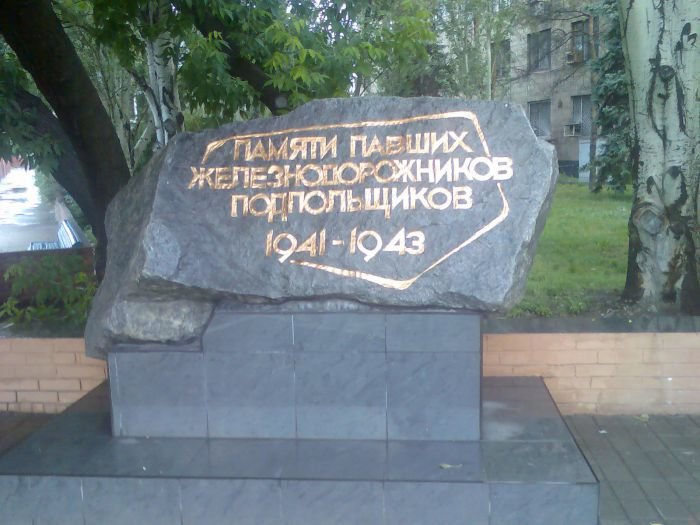 ПАМЯТИ ПАВШИХ
ЖЕЛЕЗНОДОРОЖНИКОВ
ПОДПОЛЬЩИКОВ
1941-1943